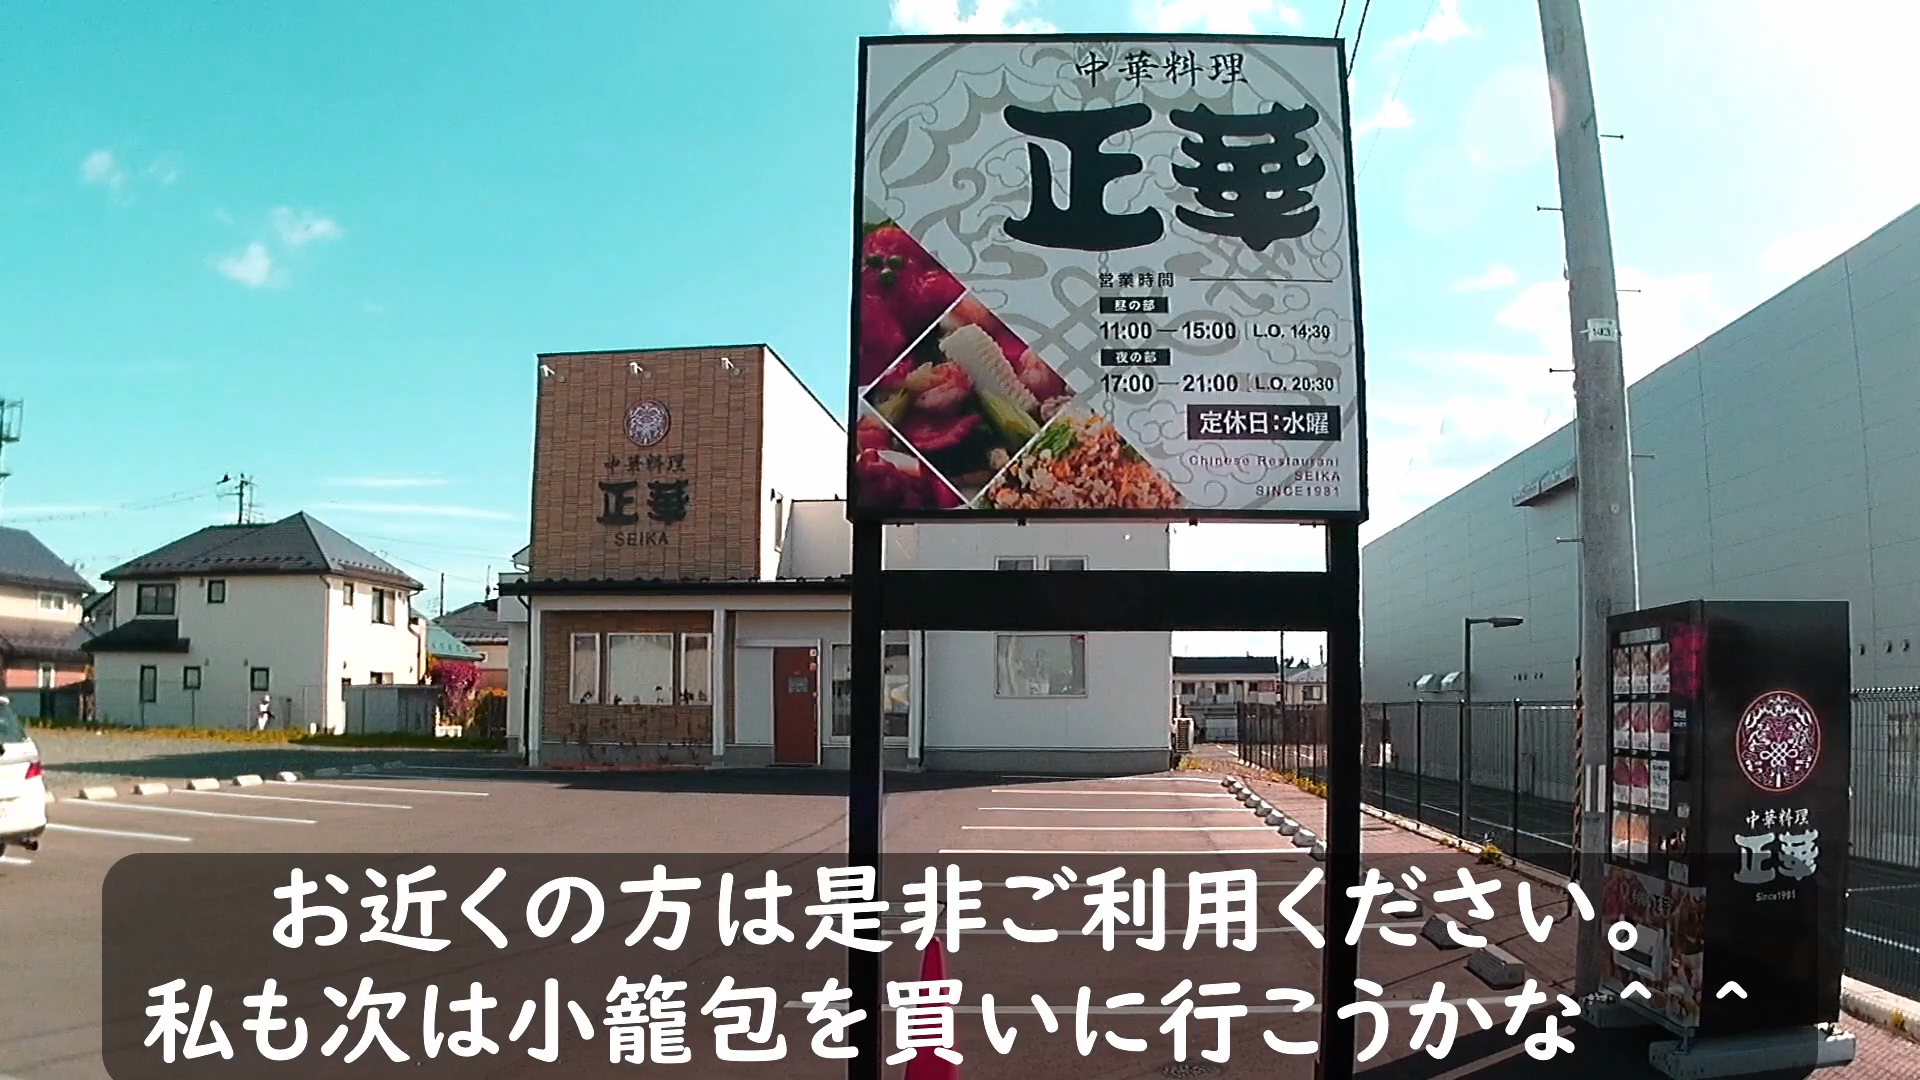 中華料理
正華
営業時間
昼の部
11:00—15:00 [L.O. 14:30]
夜の部
17:00—21:00 [L.O. 20:30]
定休日:水曜
Chinese Restaurant
SEIKA
SINCE1981
中華料理
正華
SEIKA
中華料理
正華
Since1981
お近くの方は是非ご利用ください。
私も次は小籠包を買いに行こうかな＾＾